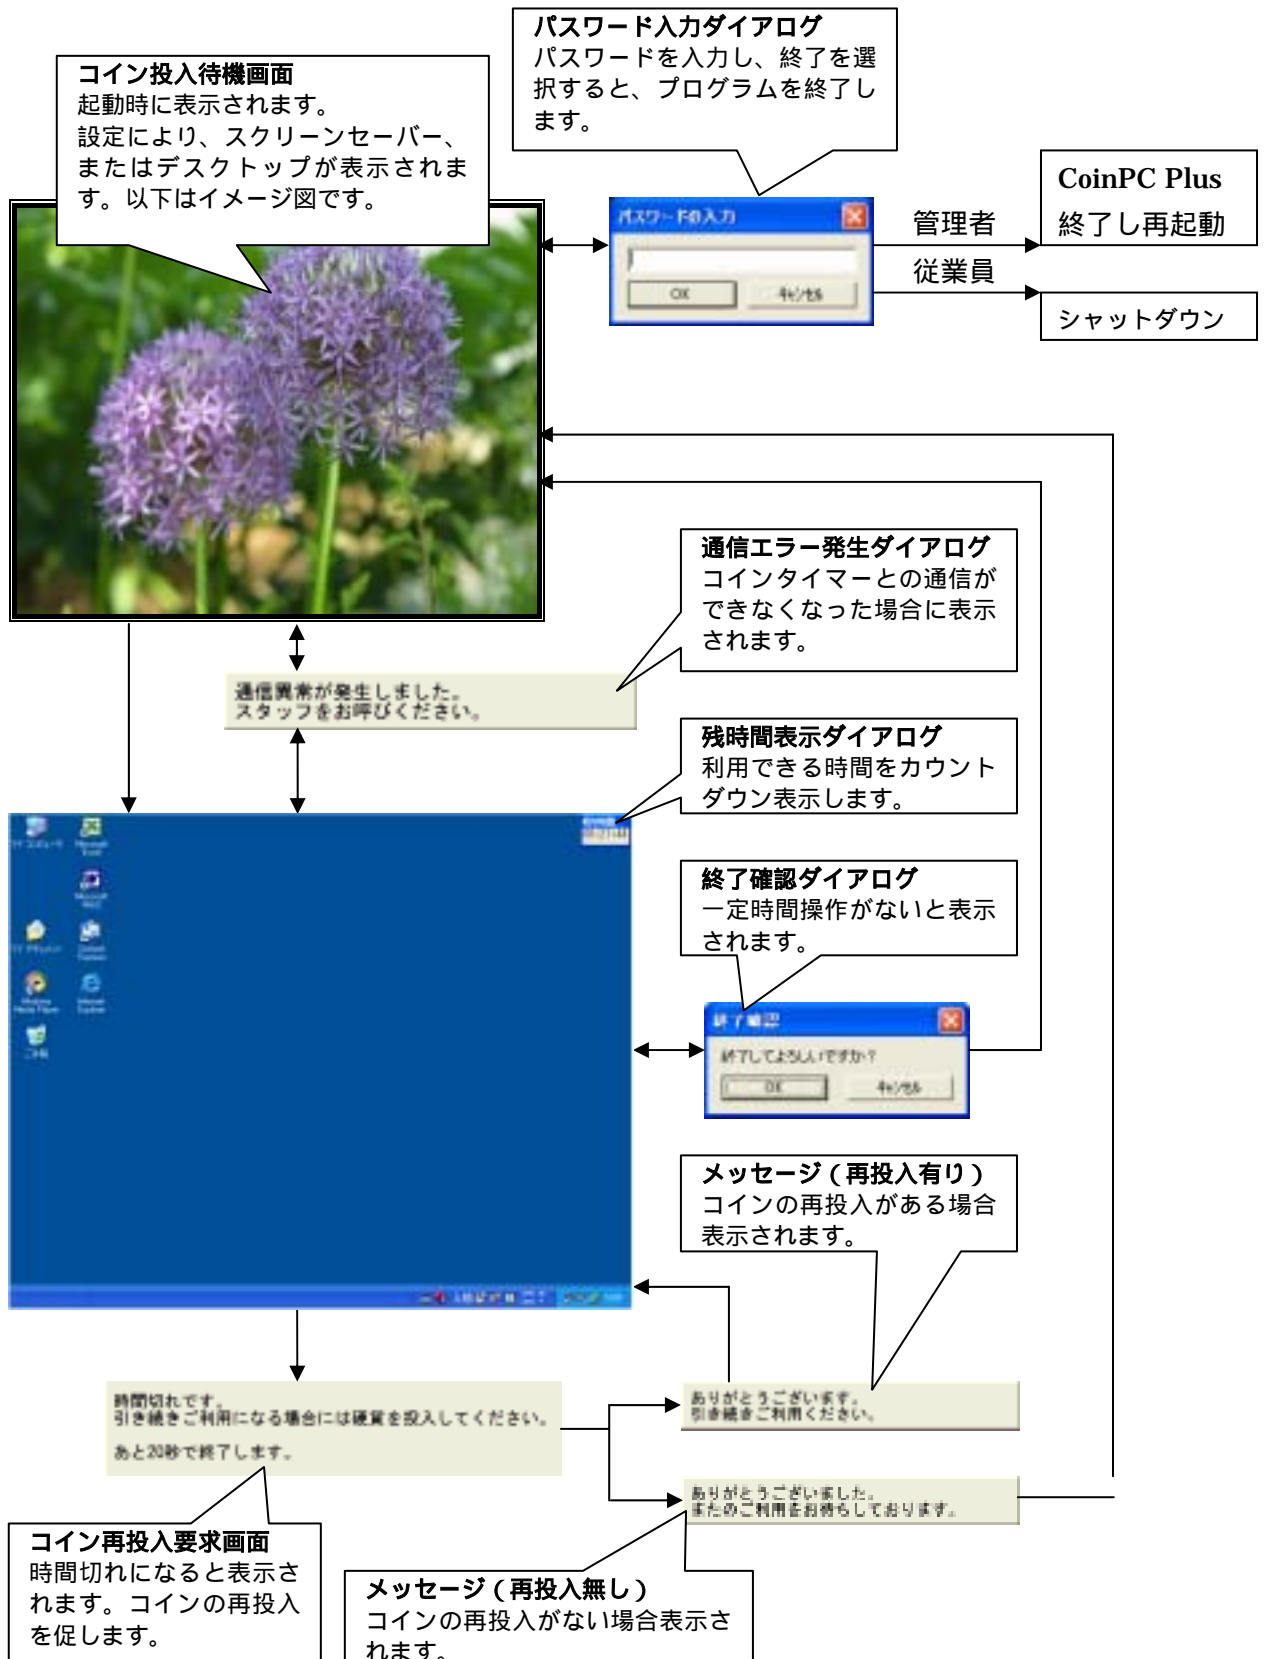 パスワード入力ダイアログ
パスワードを入力し、終了を選
択すると、プログラムを終了し
ます。
コイン投入待機画面
起動時に表示されます。
設定により、スクリーンセーバー、
またはデスクトップが表示されま
す。以下はイメージ図です。
CoinPC Plus
終了し再起動
パスワードの入力
OK
キャンセル
管理者
従業員
シャットダウン
通信エラー発生ダイアログ
コインタイマーとの通信が
できなくなった場合に表示
されます。
通信異常が発生しました。
スタッフをお呼びください。
残時間表示ダイアログ
利用できる時間をカウント
ダウン表示します。
終了確認ダイアログ
一定時間操作がないと表示
されます。
終了確認
終了してよろしいですか?
OK
キャンセル
メッセージ(再投入有り)
コインの再投入がある場合
表示されます。
時間切れです。
引き続きご利用になる場合には硬貨を投入してください。
あと20秒で終了します。
ありがとうございます。
引き続きご利用ください。
ありがとうございました。
またのご利用をお待ちしております。
コイン再投入要求画面
時間切れになると表示さ
れます。コインの再投入
を促します。
メッセージ(再投入無し)
コインの再投入がない場合表示さ
れます。